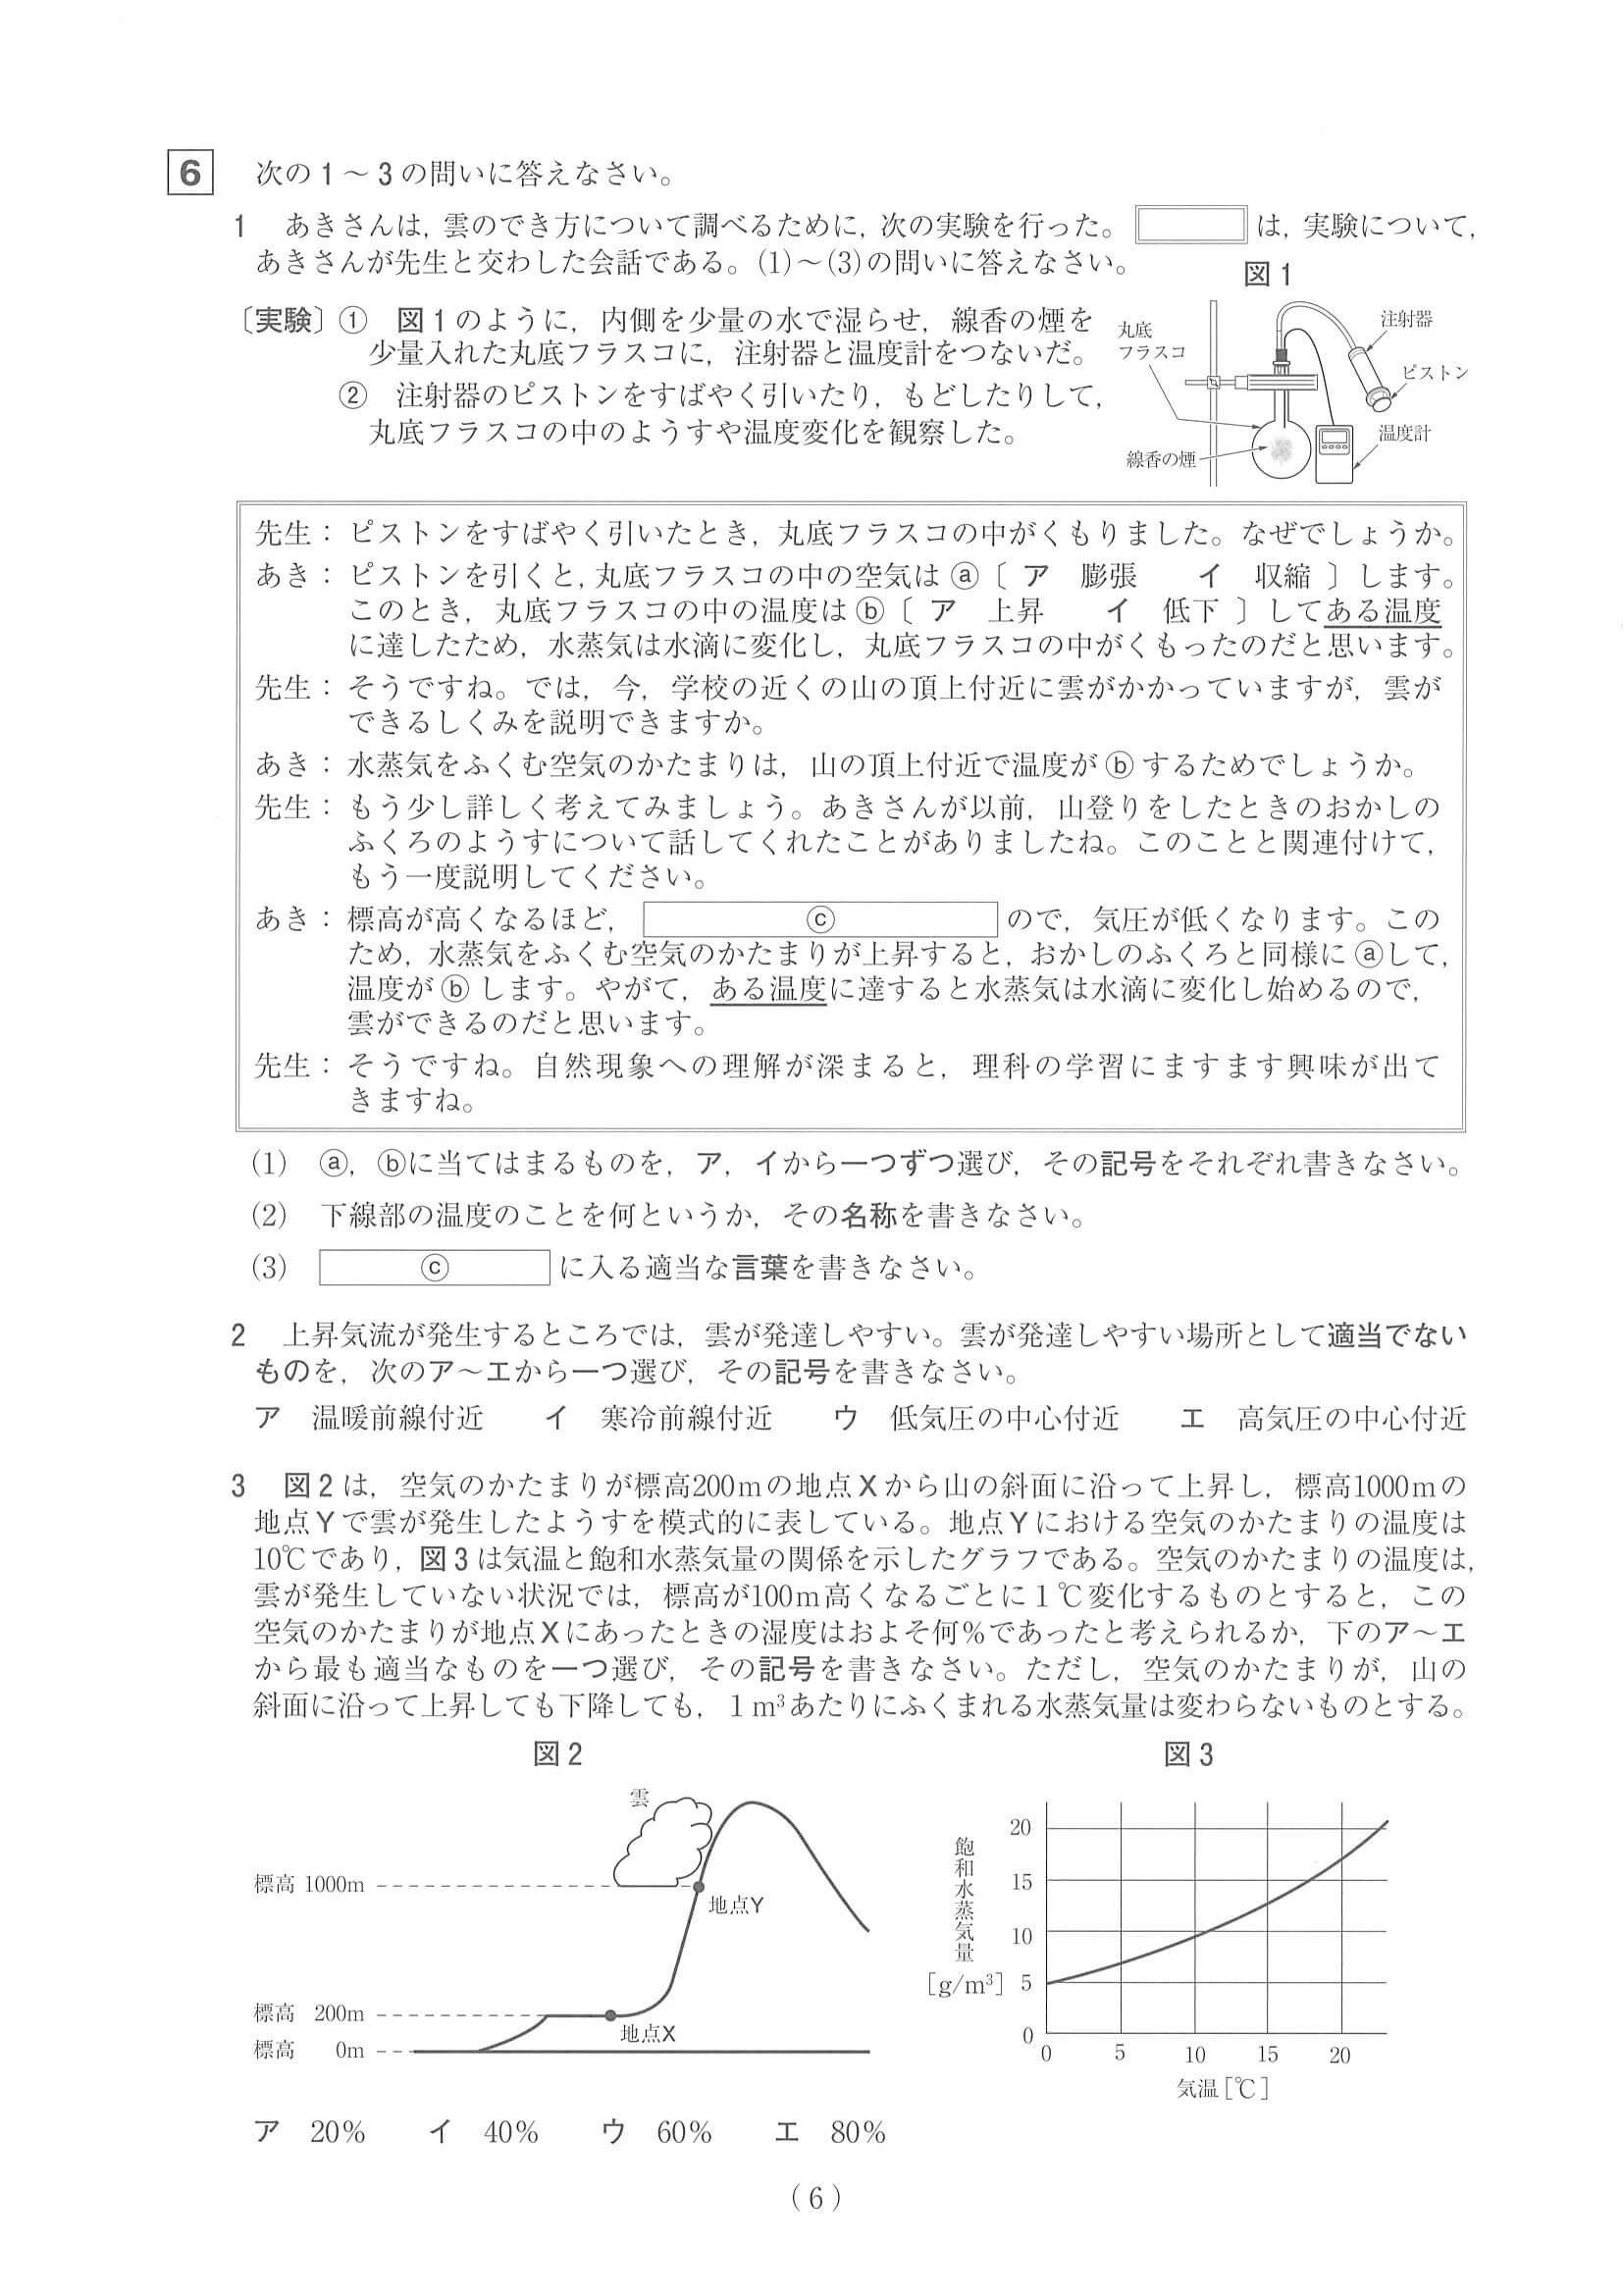 6 次の1～3の問いに答えなさい。
1 あきさんは，雲のでき方について調べるために，次の実験を行った。 は，実験について，
あきさんが先生と交わした会話である。(1)～(3)の問いに答えなさい。
図1
〔実験〕① 図1のように，内側を少量の水で湿らせ，線香の煙を
少量入れた丸底フラスコに，注射器と温度計をつないだ。
② 注射器のピストンをすばやく引いたり，もどしたりして，
丸底フラスコの中のようすや温度変化を観察した。
丸底
フラスコ
注射器
ピストン
温度計
線香の煙
先生：ピストンをすばやく引いたとき，丸底フラスコの中がくもりました。なぜでしょうか。
あき：ピストンを引くと，丸底フラスコの中の空気はⓐ〔 ア 膨張 イ 収縮 〕します。
このとき，丸底フラスコの中の温度はⓑ〔 ア 上昇 イ 低下 〕してある温度
に達したため，水蒸気は水滴に変化し，丸底フラスコの中がくもったのだと思います。
先生：そうですね。では，今，学校の近くの山の頂上付近に雲がかかっていますが，雲が
できるしくみを説明できますか。
あき：水蒸気をふくむ空気のかたまりは，山の頂上付近で温度がⓑするためでしょうか。
先生：もう少し詳しく考えてみましょう。あきさんが以前，山登りをしたときのおかしの
ふくろのようすについて話してくれたことがありましたね。このことと関連付けて，
もう一度説明してください。
あき：標高が高くなるほど， ⓒ ので，気圧が低くなります。この
ため，水蒸気をふくむ空気のかたまりが上昇すると，おかしのふくろと同様にⓐして，
温度がⓑします。やがて，ある温度に達すると水蒸気は水滴に変化し始めるので，
雲ができるのだと思います。
先生：そうですね。自然現象への理解が深まると，理科の学習にますます興味が出て
きますね。
(1) ⓐ，ⓑに当てはまるものを，ア，イから一つずつ選び，その記号をそれぞれ書きなさい。
(2) 下線部の温度のことを何というか，その名称を書きなさい。
(3) ⓒ に入る適当な言葉を書きなさい。
2 上昇気流が発生するところでは，雲が発達しやすい。雲が発達しやすい場所として適当でない
ものを，次のア～エから一つ選び，その記号を書きなさい。
ア 温暖前線付近 イ 寒冷前線付近 ウ 低気圧の中心付近 エ 高気圧の中心付近
3 図2は，空気のかたまりが標高200mの地点Xから山の斜面に沿って上昇し，標高1000mの
地点Yで雲が発生したようすを模式的に表している。地点Yにおける空気のかたまりの温度は
10℃であり，図3は気温と飽和水蒸気量の関係を示したグラフである。空気のかたまりの温度は，
雲が発生していない状況では，標高が100m高くなるごとに1℃変化するものとすると，この
空気のかたまりが地点Xにあったときの湿度はおよそ何%であったと考えられるか，下のア～エ
から最も適当なものを一つ選び，その記号を書きなさい。ただし，空気のかたまりが，山の
斜面に沿って上昇しても下降しても，1m³あたりにふくまれる水蒸気量は変わらないものとする。
図2
雲
標高 1000m
地点Y
標高 200m
地点X
標高 0m
図3
飽和水蒸気量
[g/m³]
20
15
10
5
0
0 5 10 15 20
気温[℃]
ア 20% イ 40% ウ 60% エ 80%
(6)